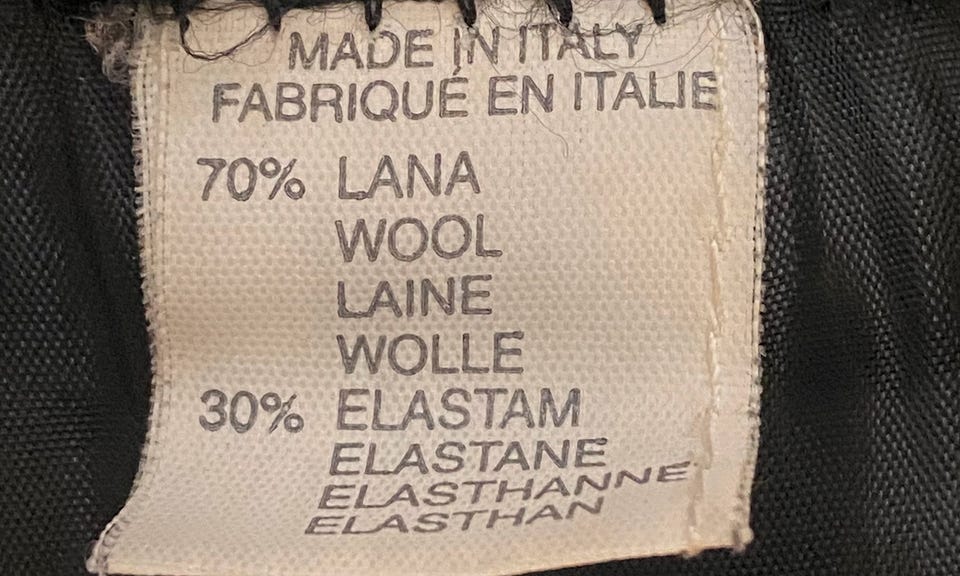 MADE IN ITALY
FABRIQUÉ EN ITALIE
70% LANA
WOOL
LAINE
WOLLE
30% ELASTAM
ELASTANE
ELASTHANNE
ELASTHAN